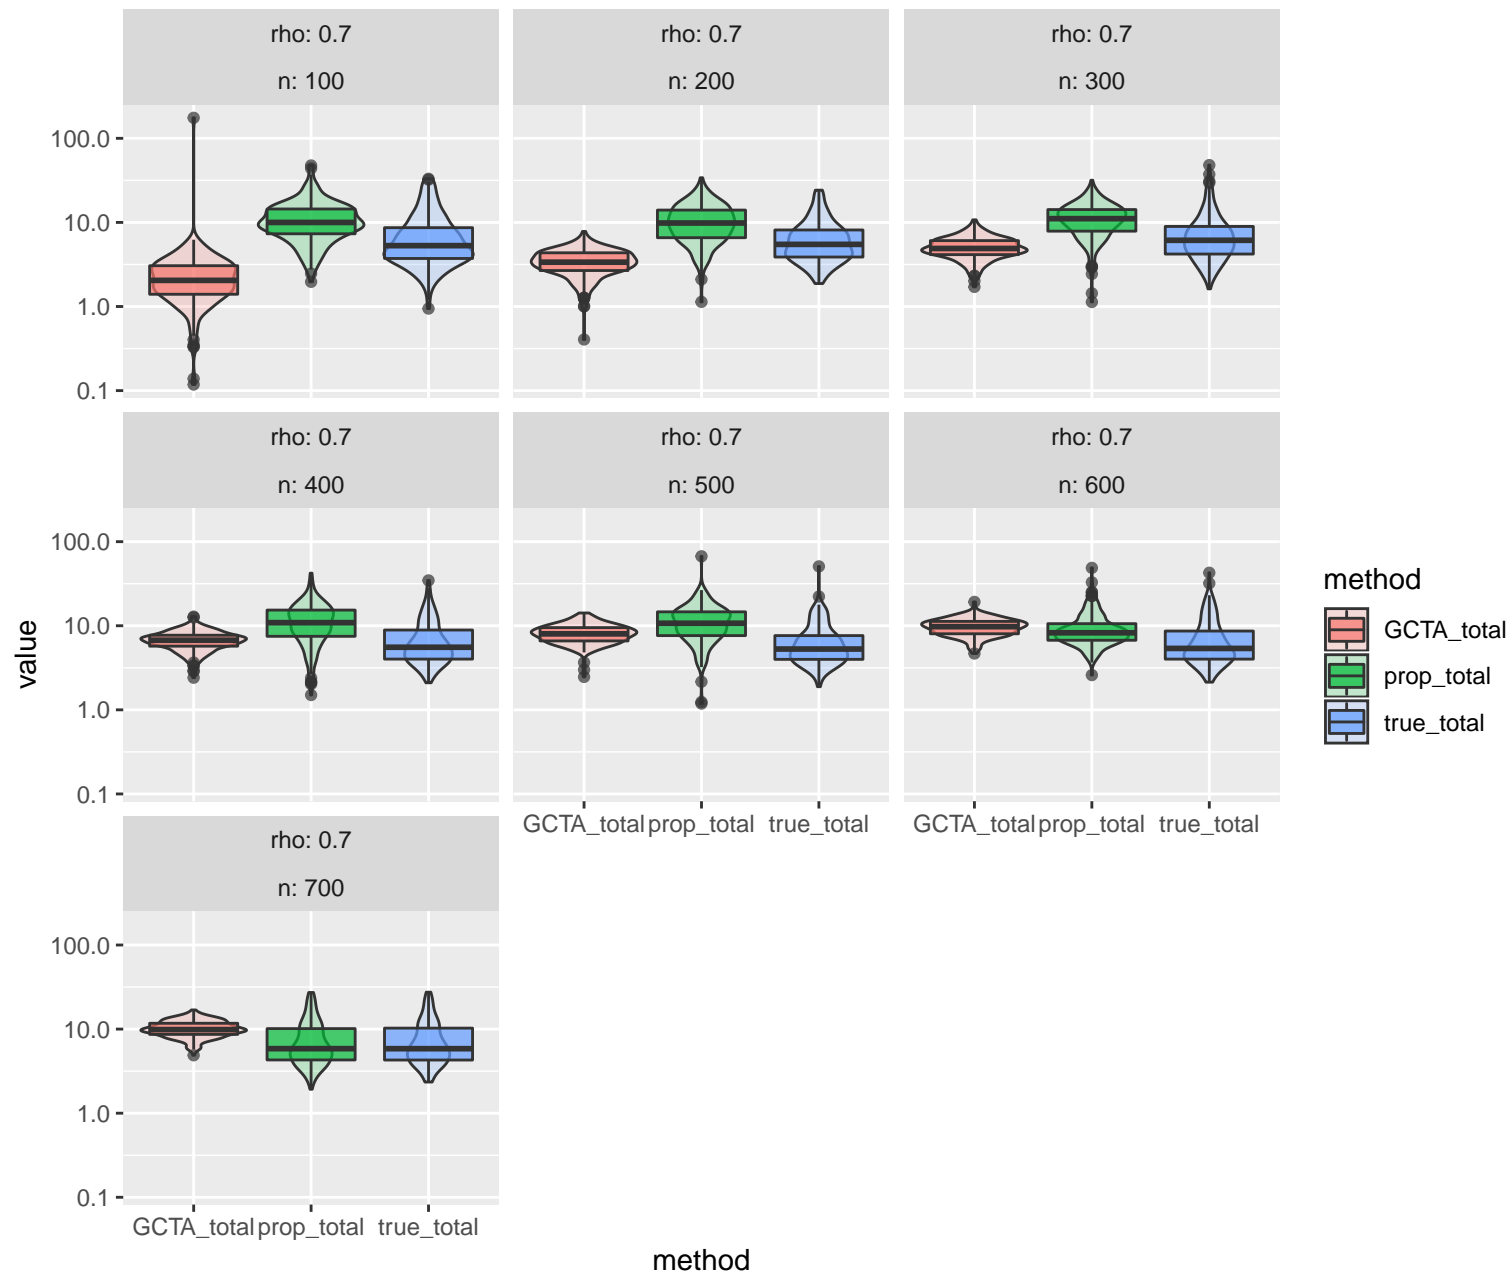 rho: 0.7
n: 100
rho: 0.7
n: 200
rho: 0.7
n: 300
100.0
10.0
1.0
0.1
rho: 0.7
n: 400
rho: 0.7
n: 500
rho: 0.7
n: 600
100.0
10.0
1.0
0.1
GCTA_total prop_total true_total
GCTA_total prop_total true_total
rho: 0.7
n: 700
100.0
10.0
1.0
0.1
GCTA_total prop_total true_total
value
method
method
GCTA_total
prop_total
true_total